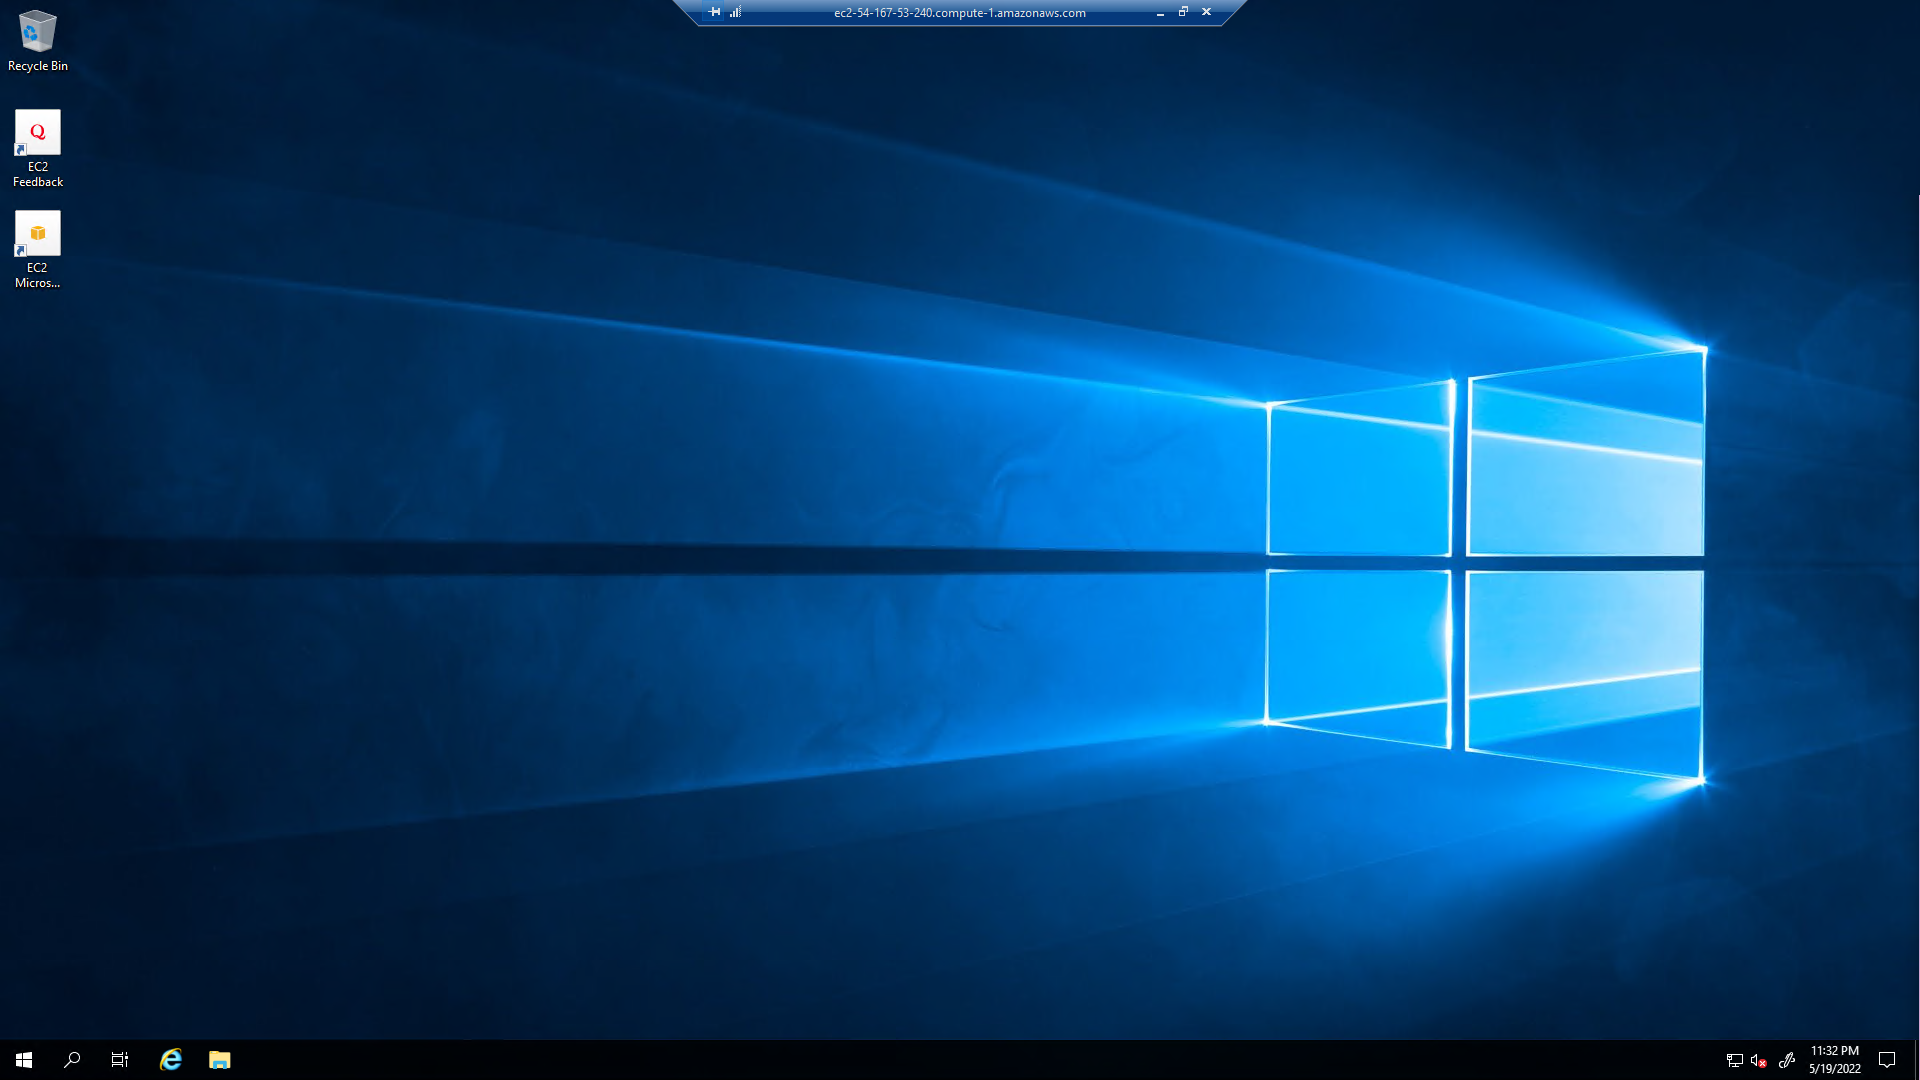 ec2-54-167-53-240.compute-1.amazonaws.com
Recycle Bin
Q
EC2
Feedback
EC2
Micros...
11:32 PM
5/19/2022